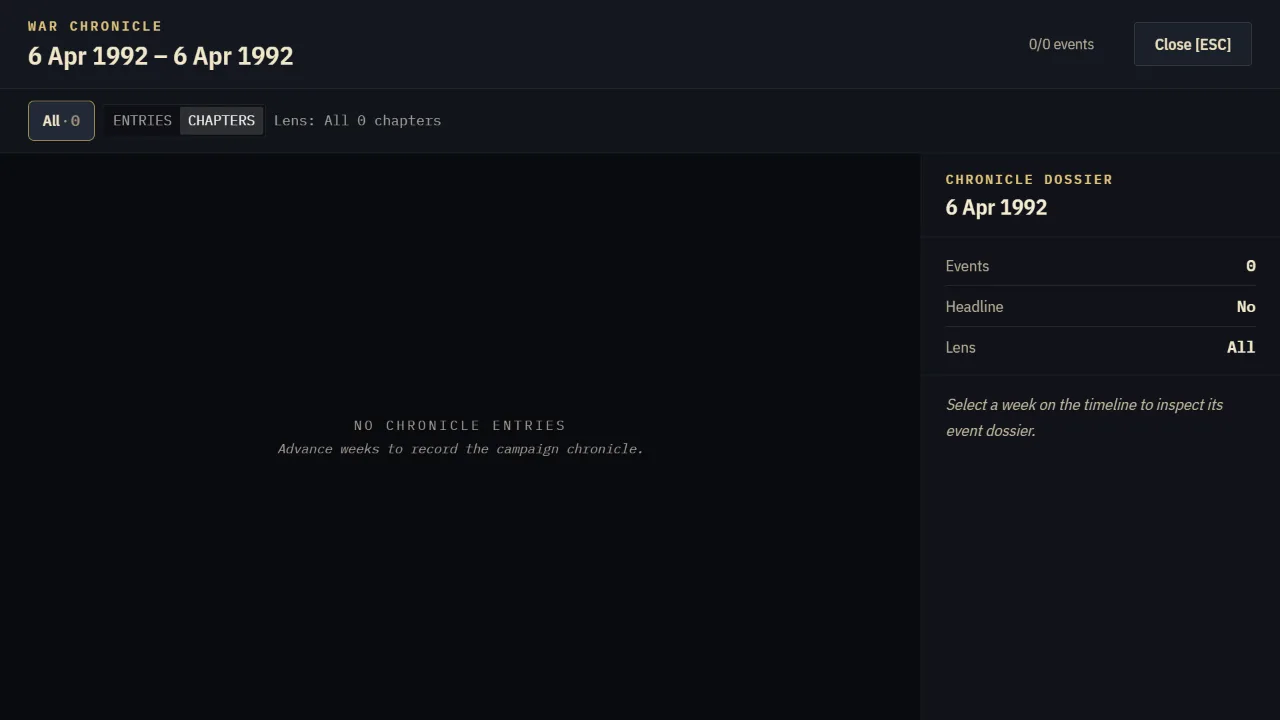 WAR CHRONICLE
6 Apr 1992 – 6 Apr 1992
0/0 events
Close [ESC]
All · 0
ENTRIES
CHAPTERS
Lens: All 0 chapters
NO CHRONICLE ENTRIES
Advance weeks to record the campaign chronicle.
CHRONICLE DOSSIER
6 Apr 1992
Events 0
Headline No
Lens All
Select a week on the timeline to inspect its
event dossier.